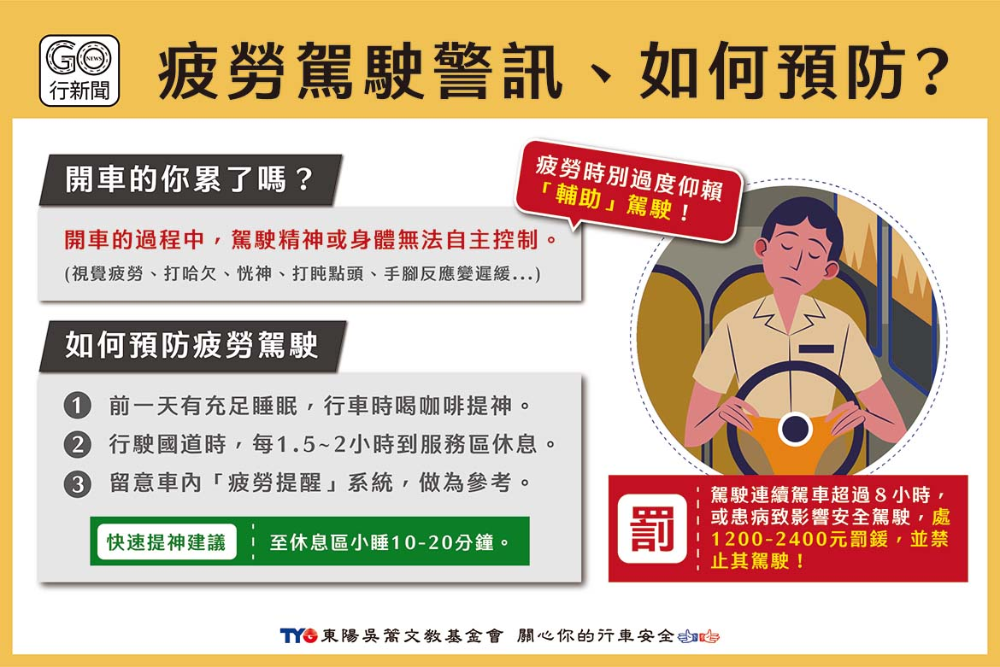 GO NEWS
行新聞
疲勞駕駛警訊、如何預防？
開車的你累了嗎？
疲勞時別過度仰賴
「輔助」駕駛！
開車的過程中，駕駛精神或身體無法自主控制。
(視覺疲勞、打哈欠、恍神、打盹點頭、手腳反應變遲緩...)
如何預防疲勞駕駛
1 前一天有充足睡眠，行車時喝咖啡提神。
2 行駛國道時，每1.5~2小時到服務區休息。
3 留意車內「疲勞提醒」系統，做為參考。
快速提神建議 至休息區小睡10-20分鐘。
罰
駕駛連續駕車超過８小時，
或患病致影響安全駕駛，處
1200-2400元罰鍰，並禁
止其駕駛！
TYG 東陽吳篙文教基金會 關心你的行車安全